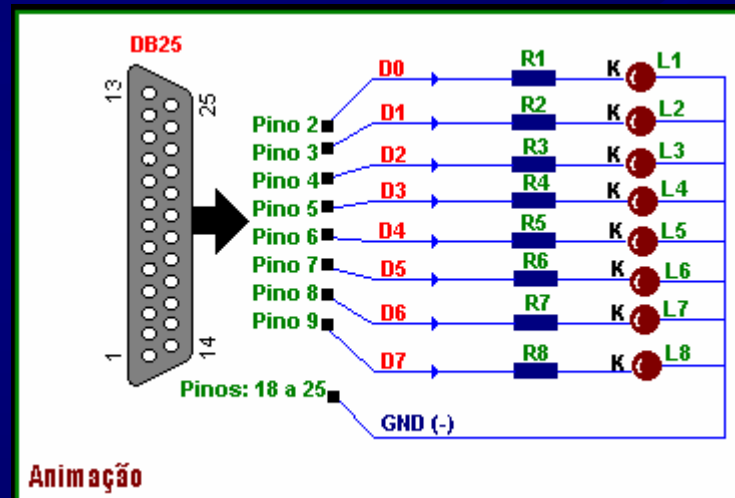 DB25
13
25
1
14
Pino 2
Pino 3
Pino 4
Pino 5
Pino 6
Pino 7
Pino 8
Pino 9
Pinos: 18 a 25
D0 R1 K L1
D1 R2 K L2
D2 R3 K L3
D3 R4 K L4
D4 R5 K L5
D5 R6 K L6
D6 R7 K L7
D7 R8 K L8
GND (-)
Animação